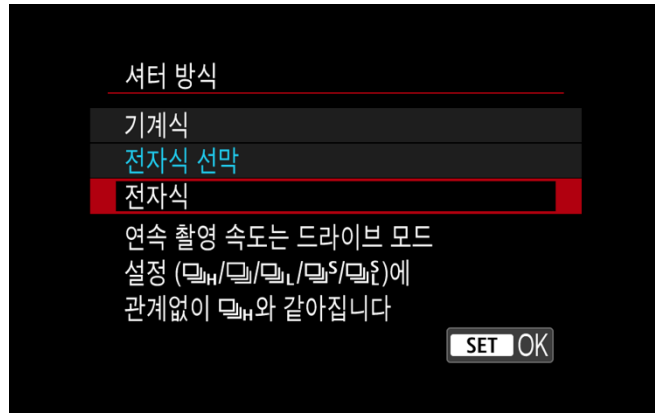 셔터 방식
기계식
전자식 선막
전자식
연속 촬영 속도는 드라이브 모드
설정 (H/ /L/S/S)에
관계없이 H와 같아집니다
SET OK